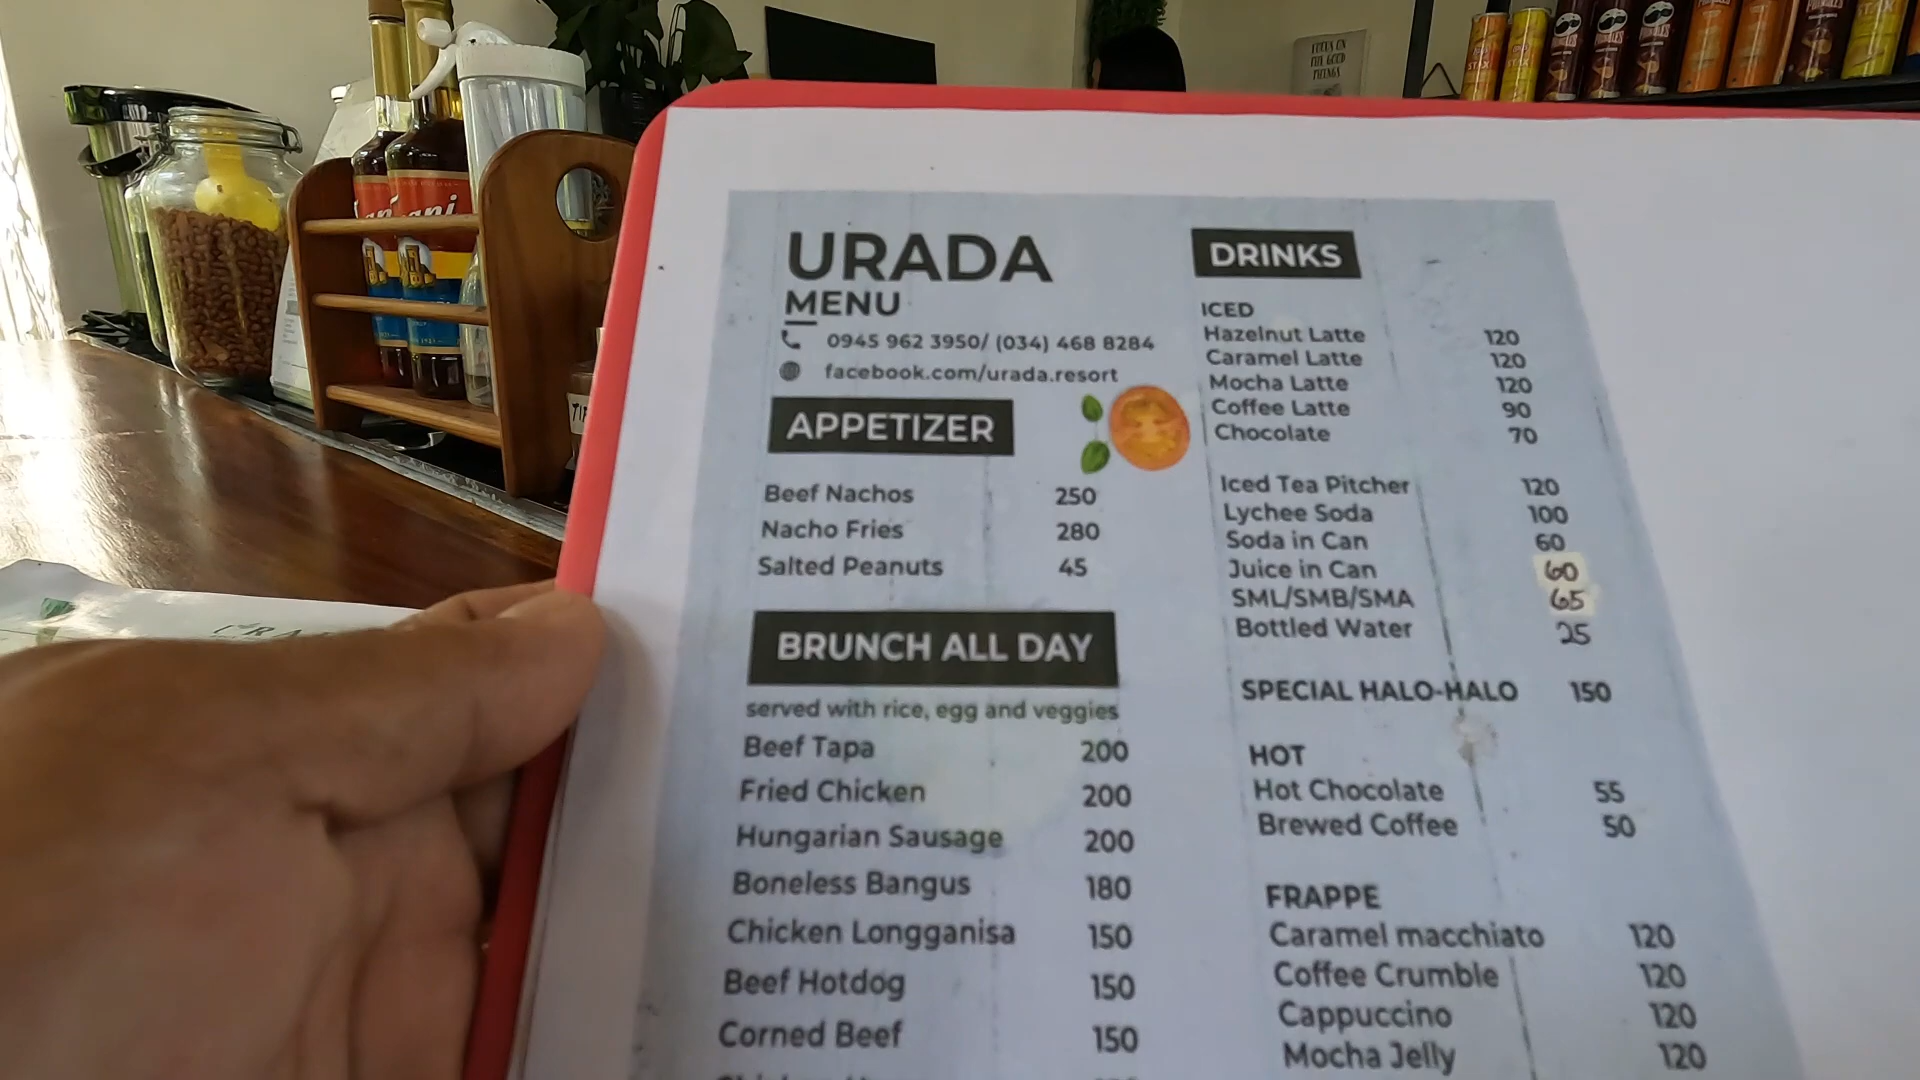 FOCUS ON
THE GOOD
THINGS
URADA
MENU
0945 962 3950/ (034) 468 8284
facebook.com/urada.resort
APPETIZER
Beef Nachos 250
Nacho Fries 280
Salted Peanuts 45
BRUNCH ALL DAY
served with rice, egg and veggies
Beef Tapa 200
Fried Chicken 200
Hungarian Sausage 200
Boneless Bangus 180
Chicken Longganisa 150
Beef Hotdog 150
Corned Beef 150
DRINKS
ICED
Hazelnut Latte 120
Caramel Latte 120
Mocha Latte 120
Coffee Latte 90
Chocolate 70
Iced Tea Pitcher 120
Lychee Soda 100
Soda in Can 60
Juice in Can 60
SML/SMB/SMA 65
Bottled Water 25
SPECIAL HALO-HALO 150
HOT
Hot Chocolate 55
Brewed Coffee 50
FRAPPE
Caramel macchiato 120
Coffee Crumble 120
Cappuccino 120
Mocha Jelly 120